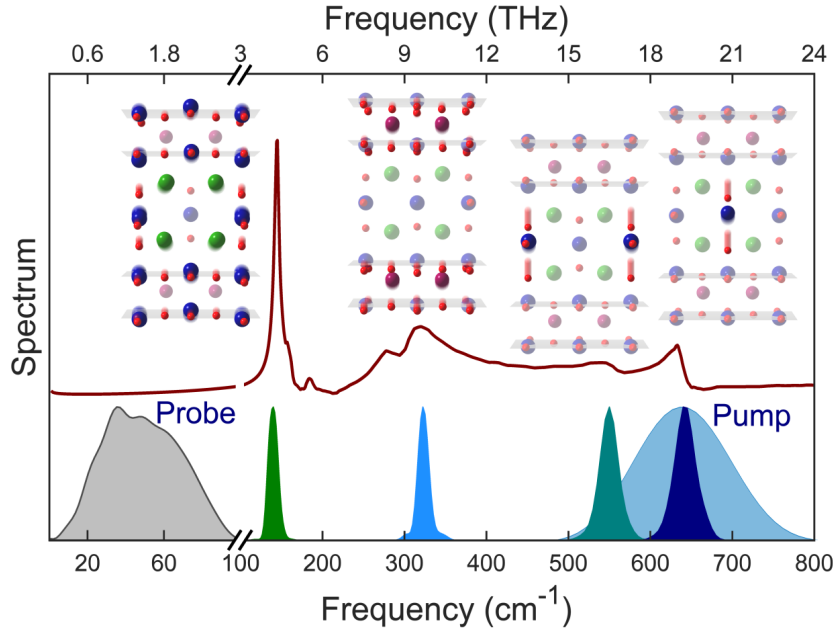 Frequency (THz)
0.6 1.8 3 6 9 12 15 18 21 24
Spectrum
Probe
Pump
20 60 100 200 300 400 500 600 700 800
Frequency (cm⁻¹)